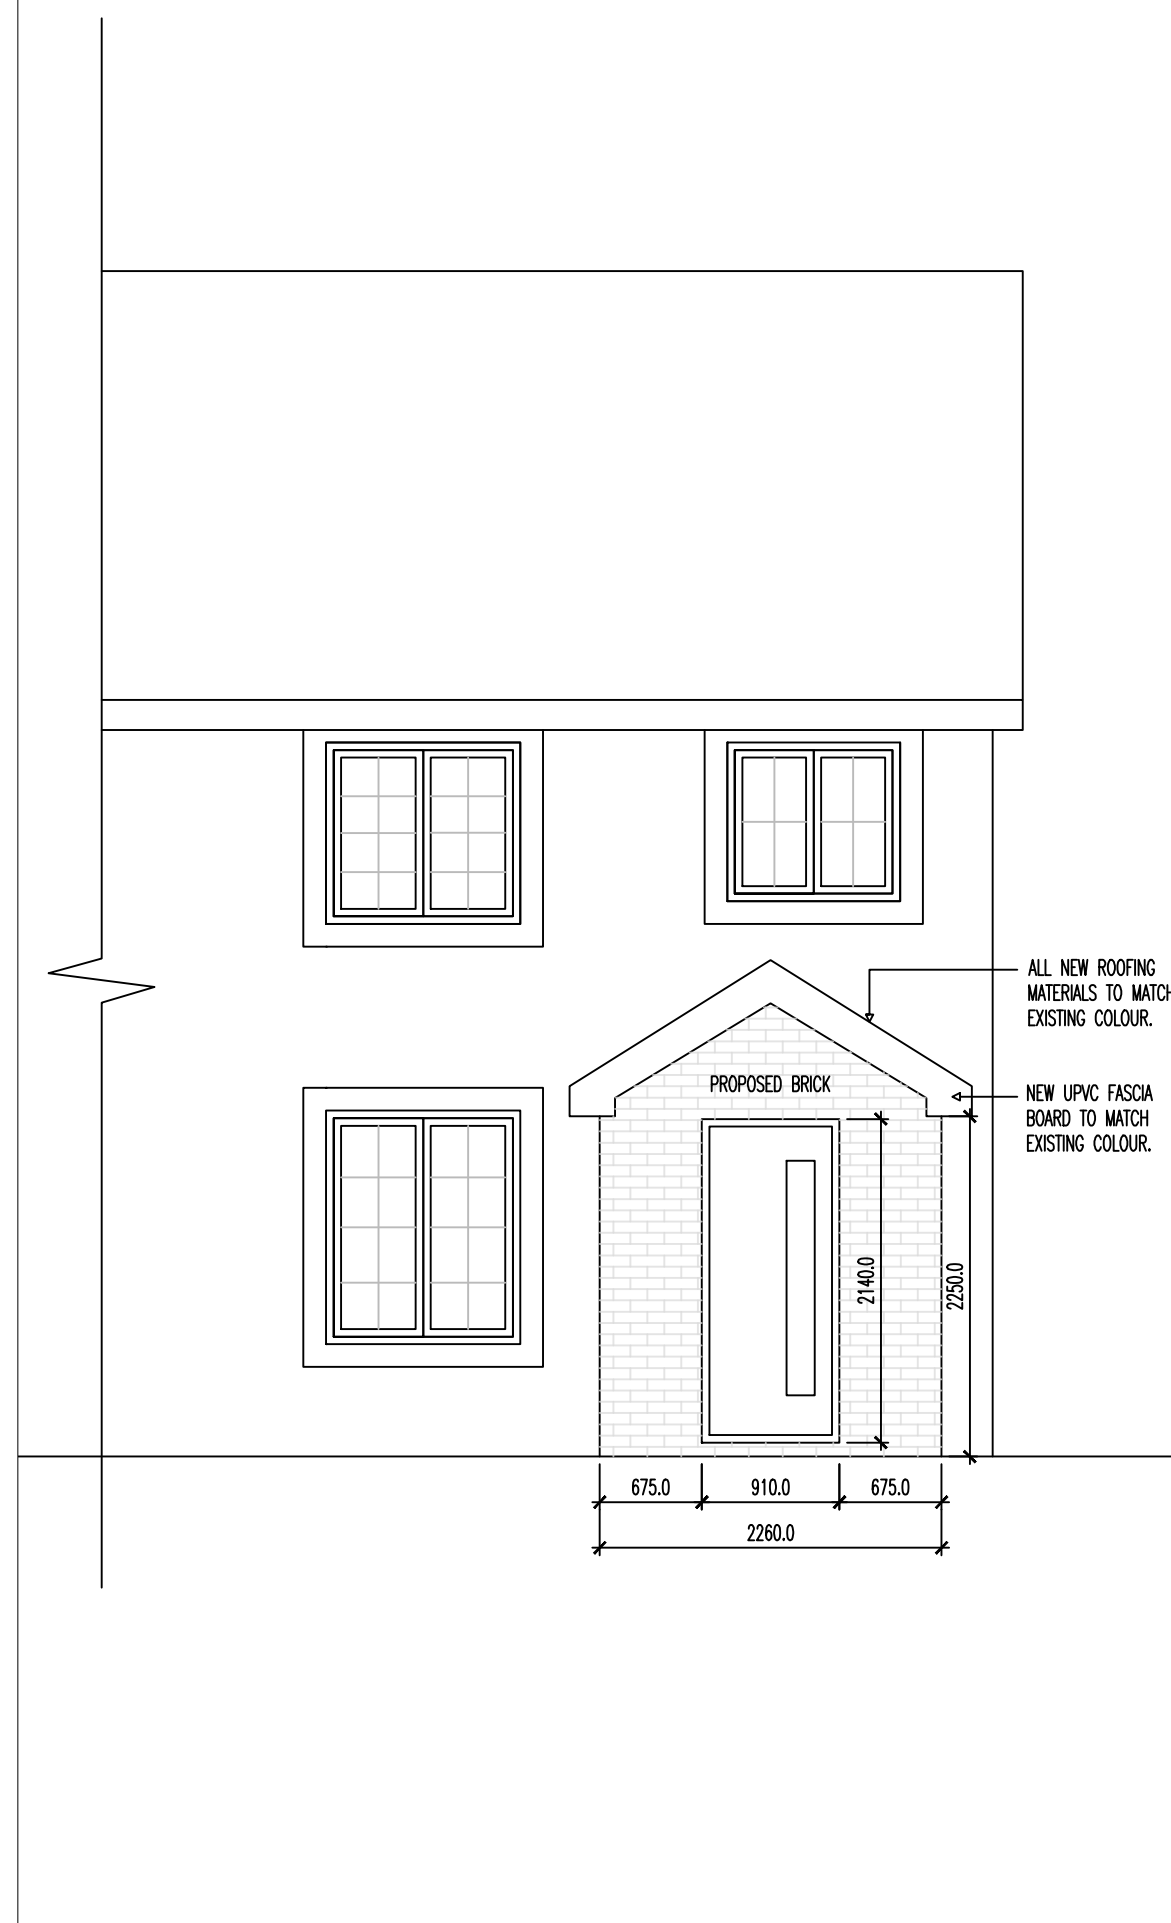 ALL NEW ROOFING
MATERIALS TO MATCH
EXISTING COLOUR.
PROPOSED BRICK
NEW UPVC FASCIA
BOARD TO MATCH
EXISTING COLOUR.
2140.0
2250.0
675.0
910.0
675.0
2260.0